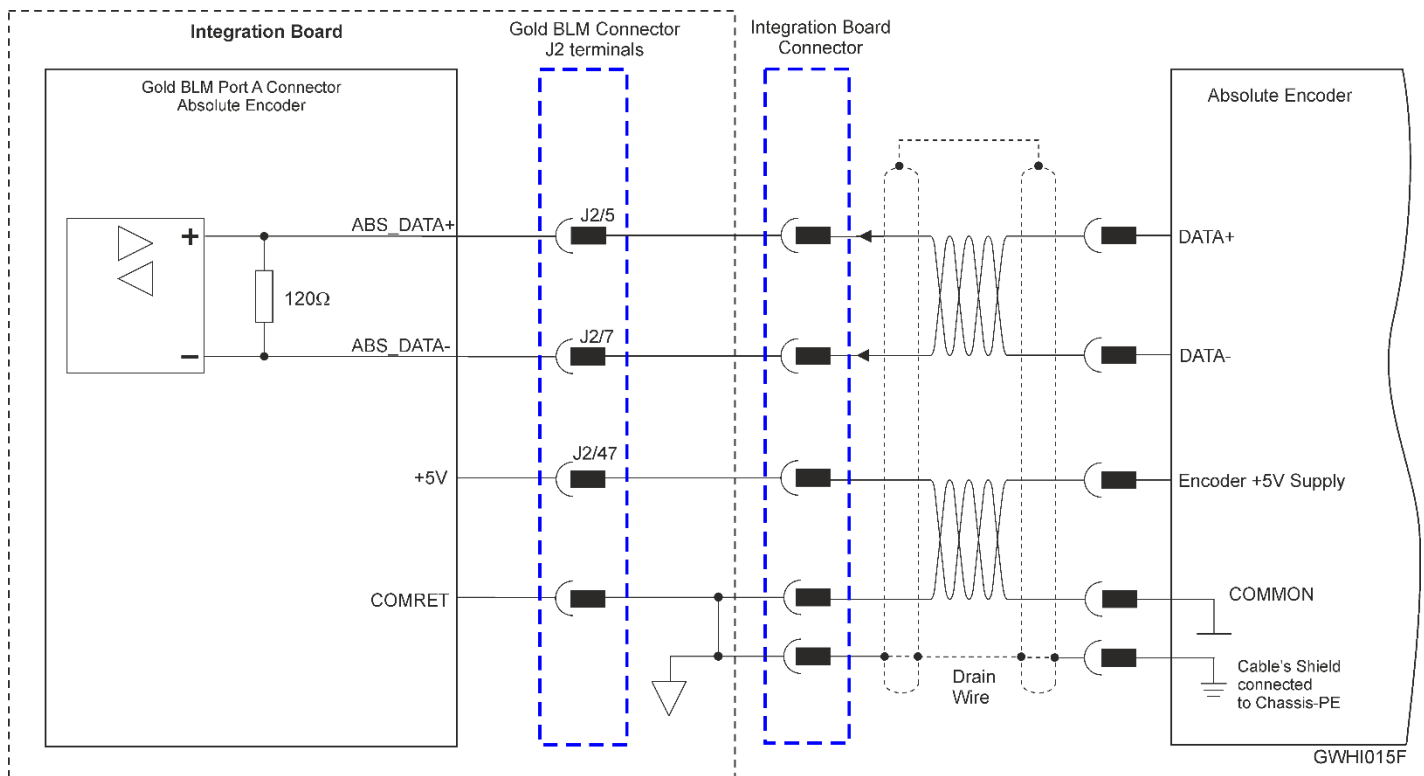 Integration Board
Gold BLM Connector
J2 terminals
Integration Board
Connector
Gold BLM Port A Connector
Absolute Encoder
Absolute Encoder
+
ABS_DATA+
J2/5
DATA+
120Ω
−
ABS_DATA-
J2/7
DATA-
J2/47
+5V
Encoder +5V Supply
COMRET
COMMON
Drain
Wire
Cable's Shield
connected
to Chassis-PE
GWHI015F